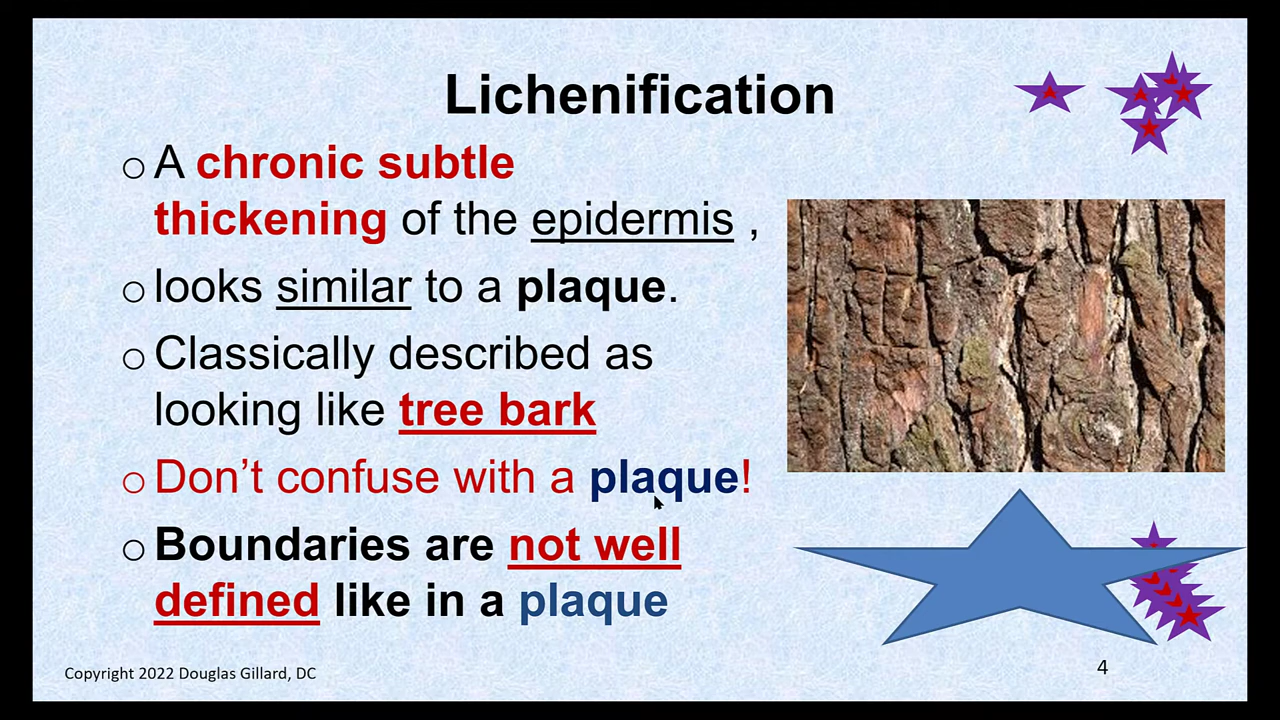 Lichenification
○ A chronic subtle
thickening of the epidermis ,
○ looks similar to a plaque.
○ Classically described as
looking like tree bark
○ Don’t confuse with a plaque!
○ Boundaries are not well
defined like in a plaque
Copyright 2022 Douglas Gillard, DC
4